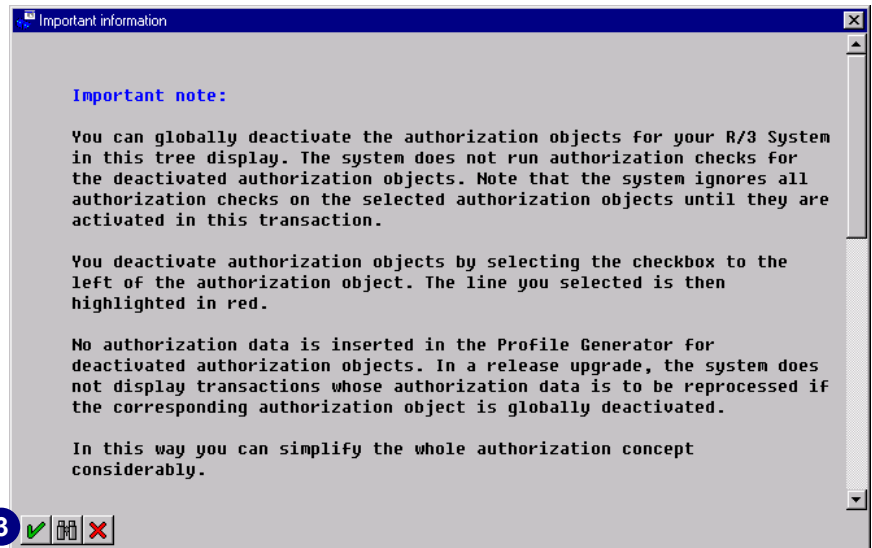 Important information
Important note:
You can globally deactivate the authorization objects for your R/3 System
in this tree display. The system does not run authorization checks for
the deactivated authorization objects. Note that the system ignores all
authorization checks on the selected authorization objects until they are
activated in this transaction.
You deactivate authorization objects by selecting the checkbox to the
left of the authorization object. The line you selected is then
highlighted in red.
No authorization data is inserted in the Profile Generator for
deactivated authorization objects. In a release upgrade, the system does
not display transactions whose authorization data is to be reprocessed if
the corresponding authorization object is globally deactivated.
In this way you can simplify the whole authorization concept
considerably.
3